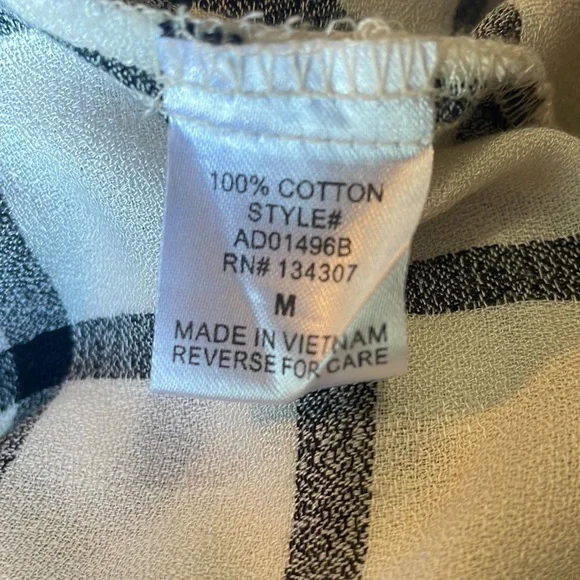 100% COTTON
STYLE#
AD01496B
RN# 134307
M
MADE IN VIETNAM
REVERSE FOR CARE